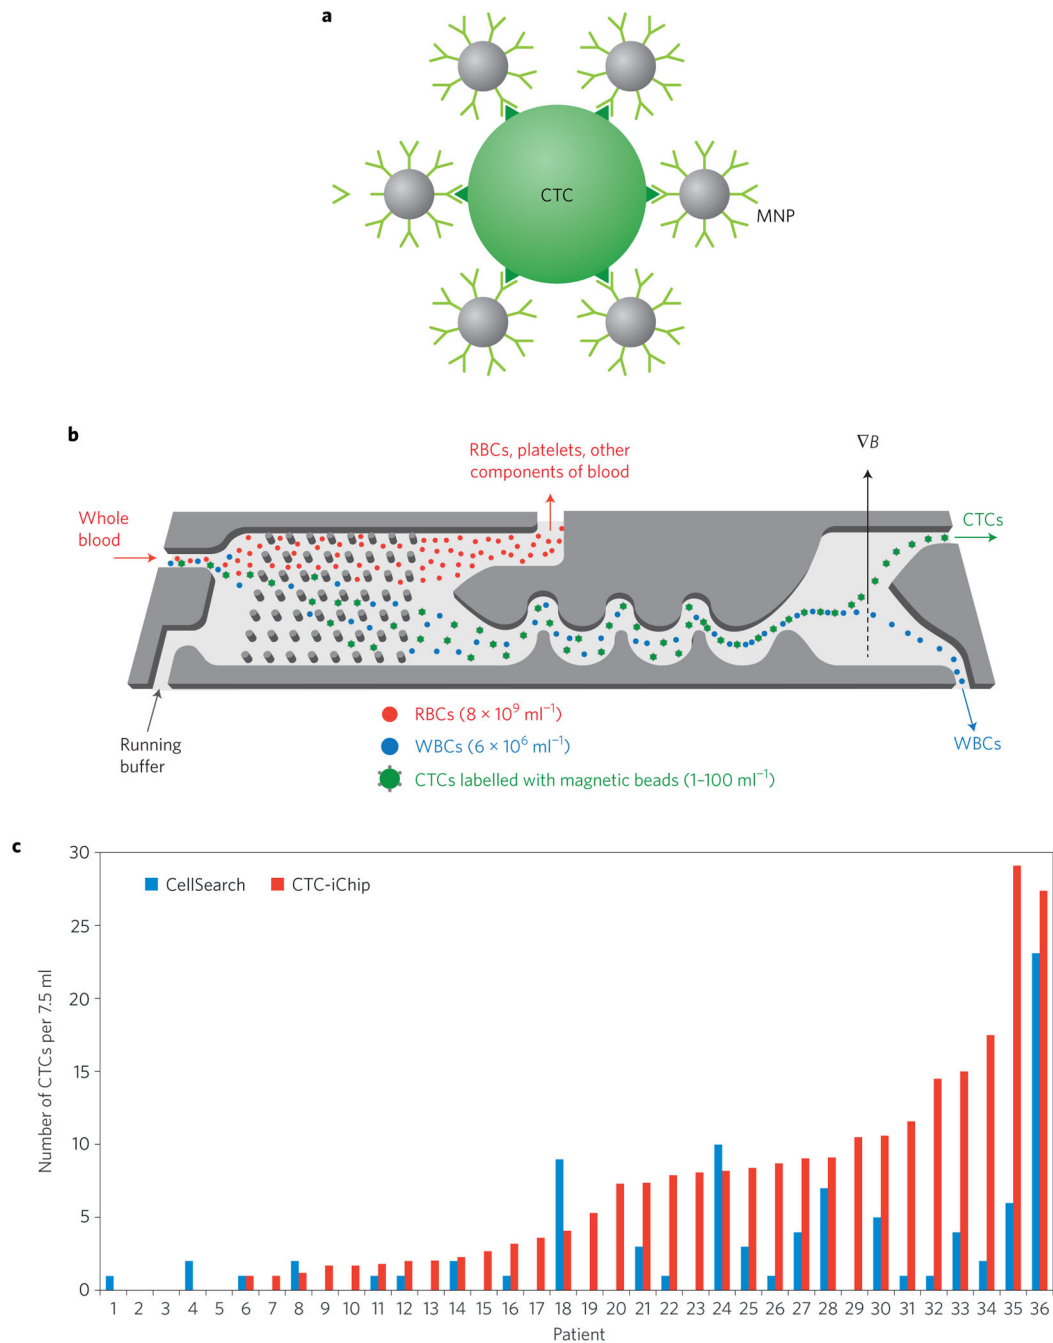 a
CTC
MNP
b
∇B
RBCs, platelets, other
components of blood
Whole
blood
CTCs
Running
buffer
WBCs
RBCs (8 × 10⁹ ml⁻¹)
WBCs (6 × 10⁶ ml⁻¹)
CTCs labelled with magnetic beads (1–100 ml⁻¹)
c
CellSearch CTC-iChip
Number of CTCs per 7.5 ml
30
25
20
15
10
5
0
1 2 3 4 5 6 7 8 9 10 11 12 13 14 15 16 17 18 19 20 21 22 23 24 25 26 27 28 29 30 31 32 33 34 35 36
Patient